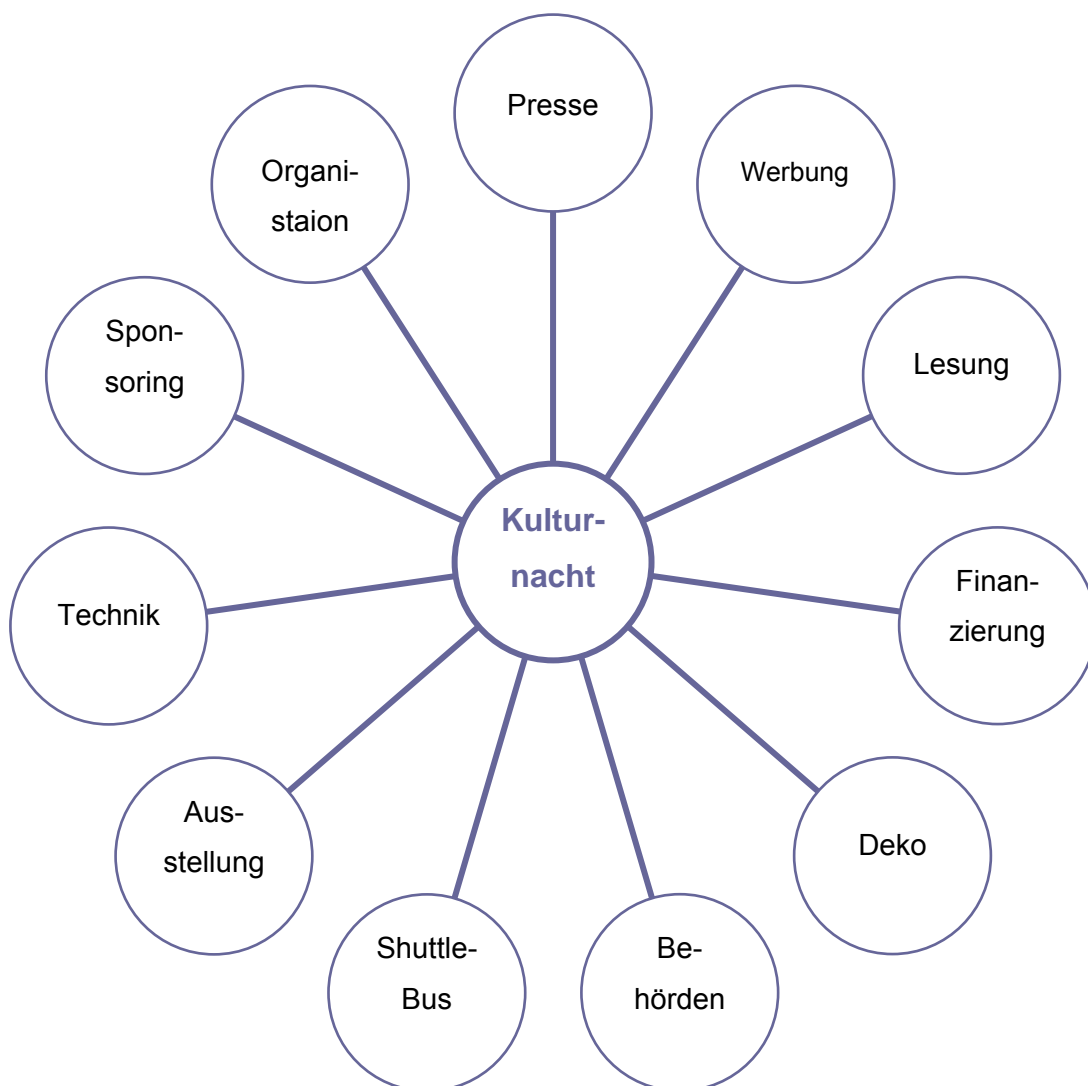 Presse
Werbung
Organi-
staion
Spon-
soring
Lesung
Kultur-
nacht
Technik
Finan-
zierung
Aus-
stellung
Deko
Shuttle-
Bus
Be-
hörden